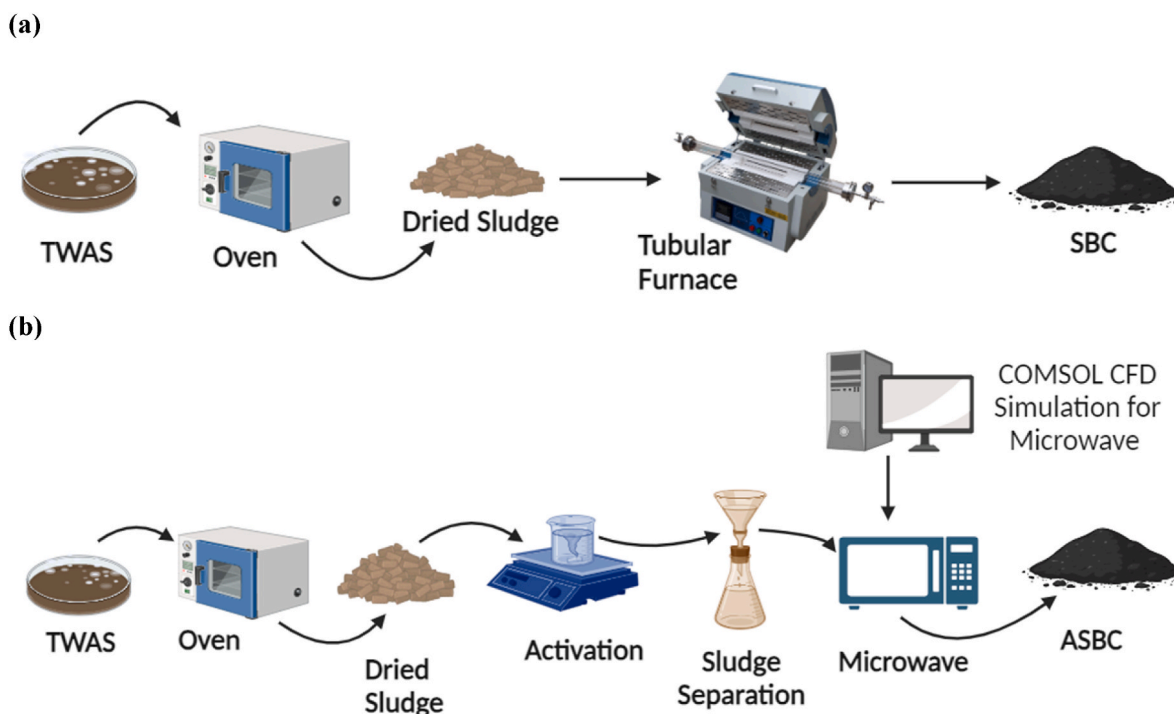 (a)
TWAS
Oven
Dried Sludge
Tubular
Furnace
SBC
(b)
COMSOL CFD
Simulation for
Microwave
TWAS
Oven
Dried
Sludge
Activation
Sludge
Separation
Microwave
ASBC